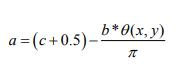 a = (c + 0.5) − b * θ(x, y) / π